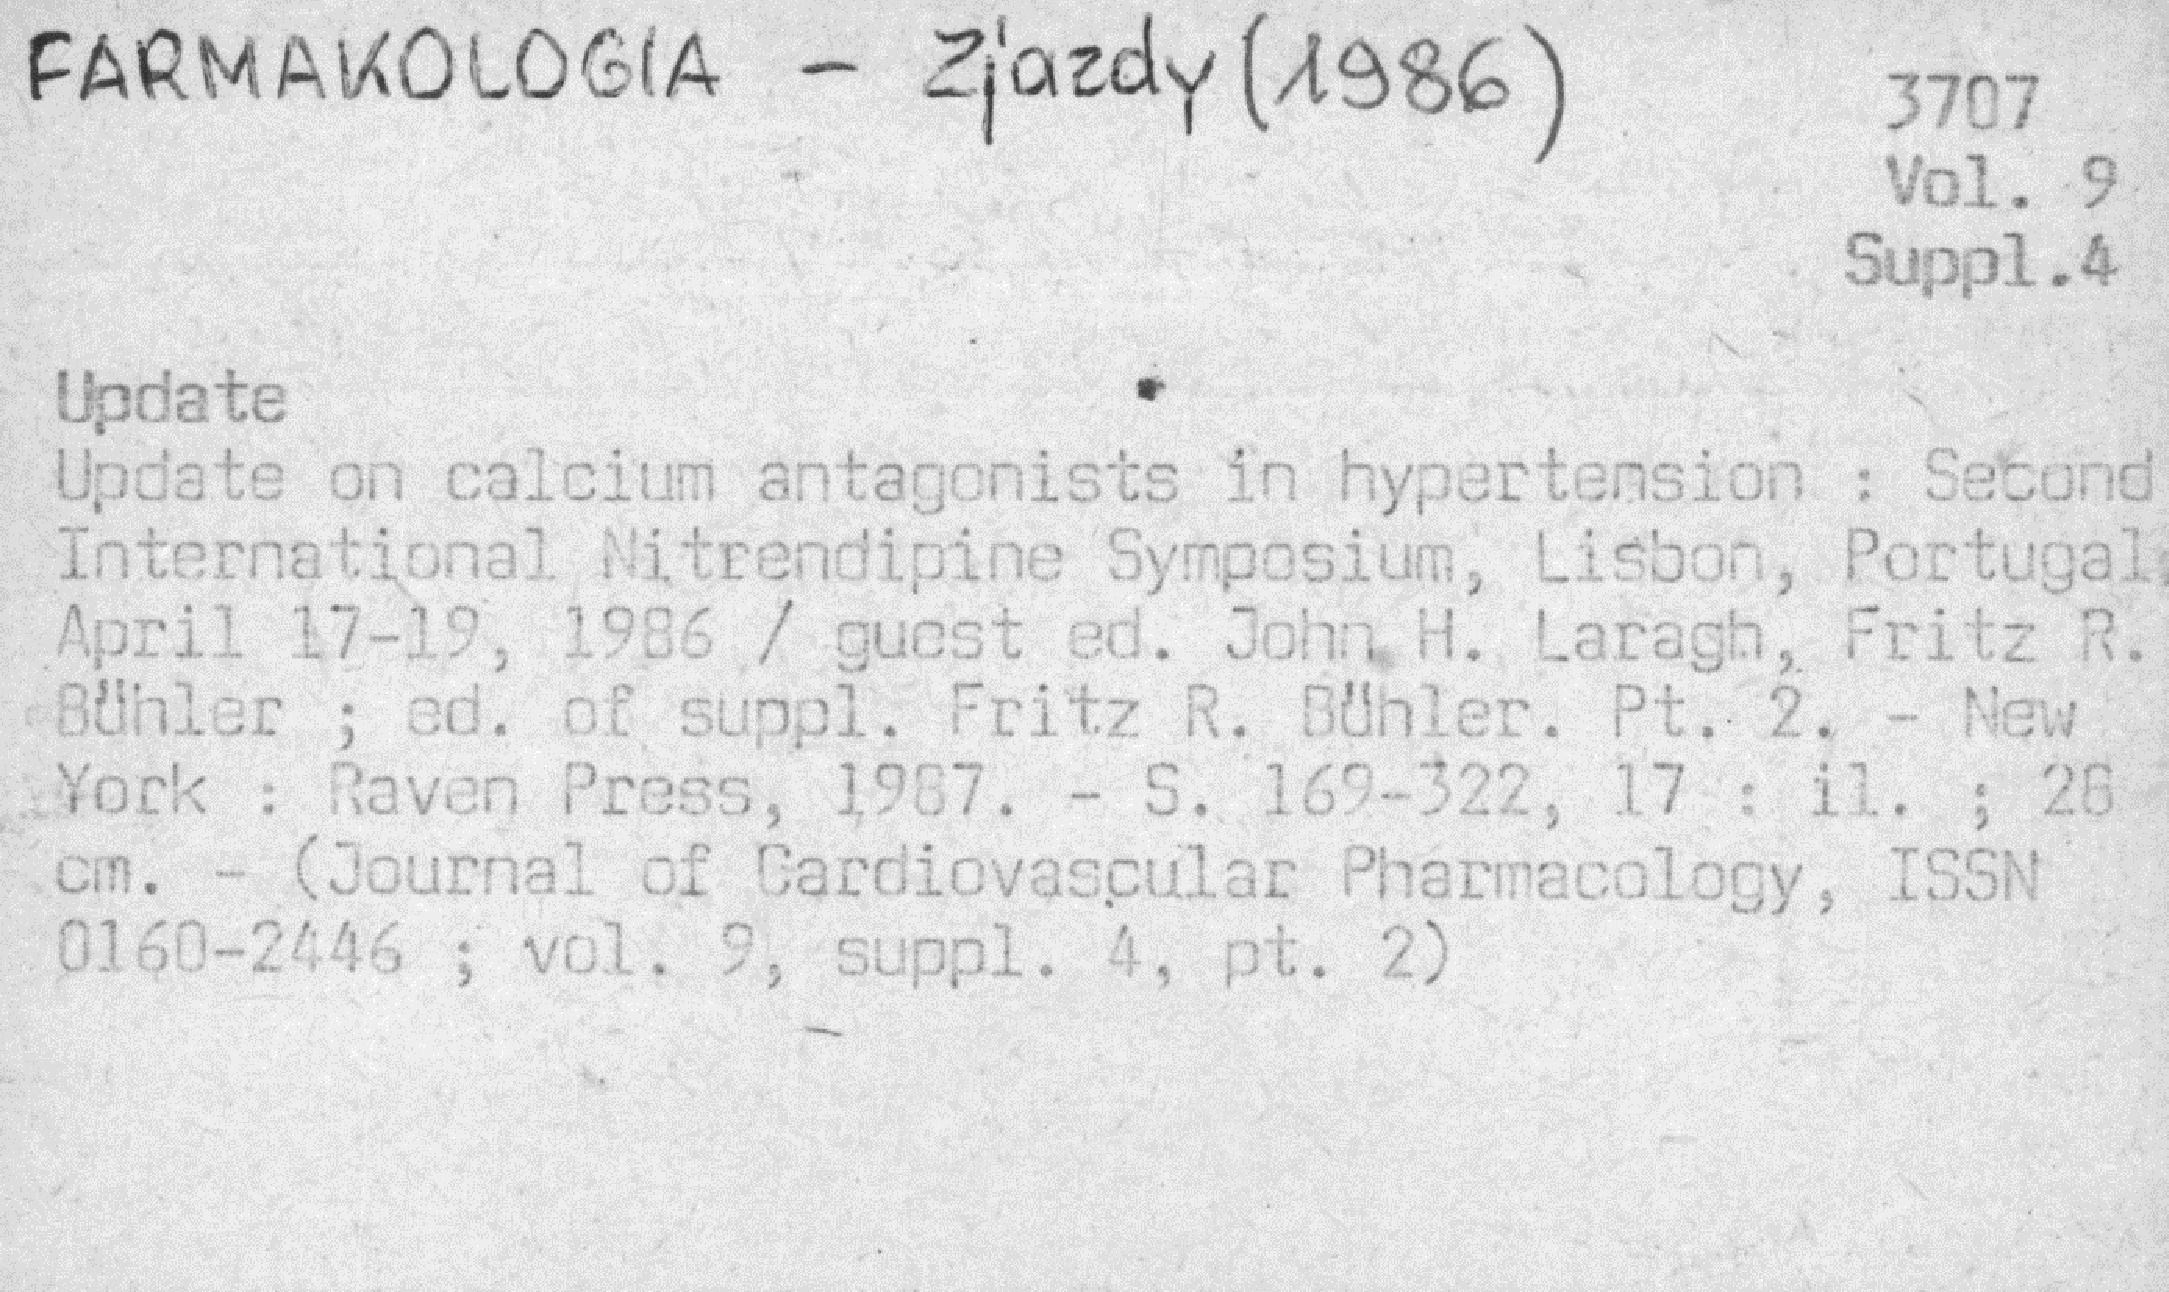 FARMAKOLOGIA - Zjazdy (1986)
3707
Vol. 9
Suppl.4
Update
Update on calcium antagonists in hypertension : Second
International Nitrendipine Symposium, Lisbon, Portugal,
April 17-19, 1986 / guest ed. John H. Laragh, Fritz R.
Bühler ; ed. of suppl. Fritz R. Bühler. Pt. 2. - New
York : Raven Press, 1987. - S. 169-322, 17 : il. ; 28
cm. - (Journal of Cardiovascular Pharmacology, ISSN
0160-2446 ; vol. 9, suppl. 4, pt. 2)